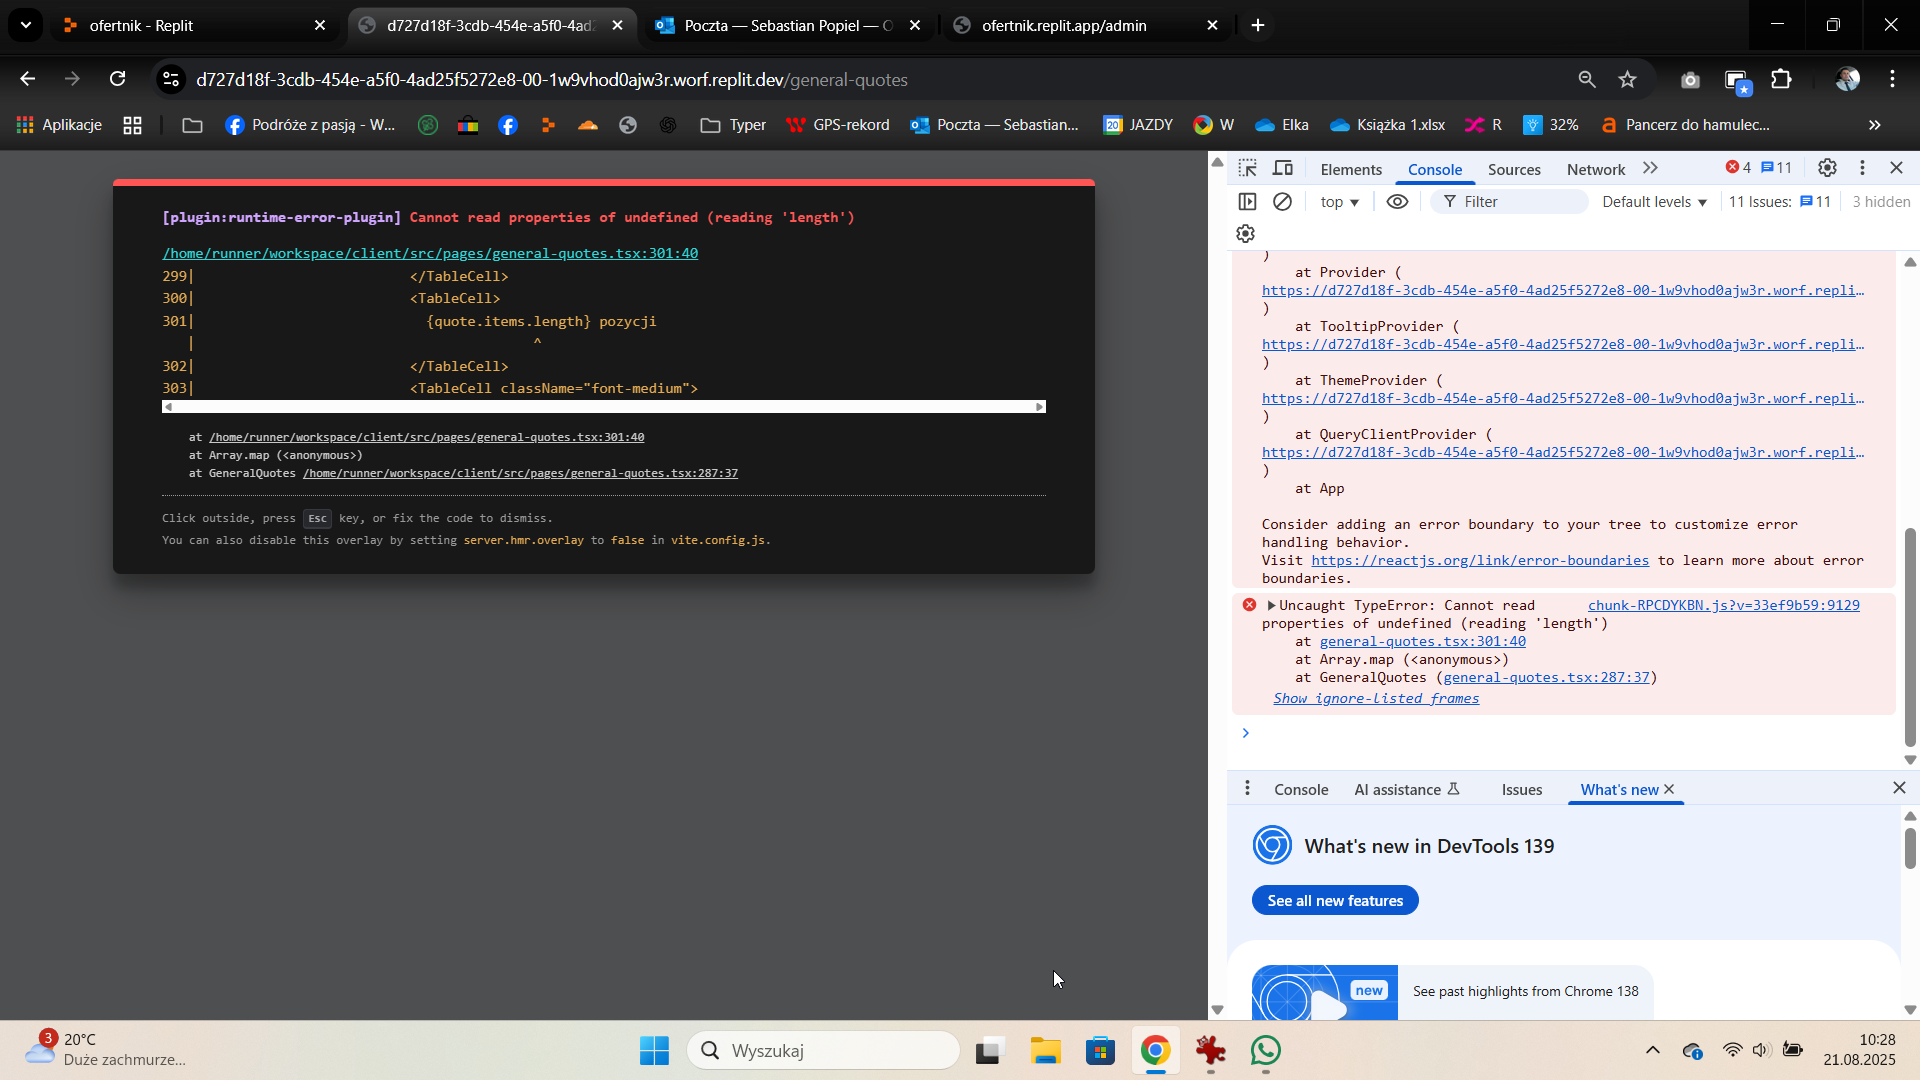 ofertnik - Replit
d727d18f-3cdb-454e-a5f0-4ad2
Poczta — Sebastian Popiel — O
ofertnik.replit.app/admin
d727d18f-3cdb-454e-a5f0-4ad25f5272e8-00-1w9vhod0ajw3r.worf.replit.dev/general-quotes
Aplikacje
Podróże z pasją - W...
Typer
GPS-rekord
Poczta — Sebastian...
20
JAZDY
W
Elka
Książka 1.xlsx
R
32%
Pancerz do hamulec...
[plugin:runtime-error-plugin] Cannot read properties of undefined (reading 'length')
/home/runner/workspace/client/src/pages/general-quotes.tsx:301:40
299| </TableCell>
300| <TableCell>
301| {quote.items.length} pozycji
| ^
302| </TableCell>
303| <TableCell className="font-medium">
at /home/runner/workspace/client/src/pages/general-quotes.tsx:301:40
at Array.map (<anonymous>)
at GeneralQuotes /home/runner/workspace/client/src/pages/general-quotes.tsx:287:37
Click outside, press Esc key, or fix the code to dismiss.
You can also disable this overlay by setting server.hmr.overlay to false in vite.config.js.
Elements
Console
Sources
Network
4
11
top
Filter
Default levels
11 Issues: 11
3 hidden
)
at Provider (
https://d727d18f-3cdb-454e-a5f0-4ad25f5272e8-00-1w9vhod0ajw3r.worf.repli…
)
at TooltipProvider (
https://d727d18f-3cdb-454e-a5f0-4ad25f5272e8-00-1w9vhod0ajw3r.worf.repli…
)
at ThemeProvider (
https://d727d18f-3cdb-454e-a5f0-4ad25f5272e8-00-1w9vhod0ajw3r.worf.repli…
)
at QueryClientProvider (
https://d727d18f-3cdb-454e-a5f0-4ad25f5272e8-00-1w9vhod0ajw3r.worf.repli…
)
at App
Consider adding an error boundary to your tree to customize error
handling behavior.
Visit https://reactjs.org/link/error-boundaries to learn more about error
boundaries.
Uncaught TypeError: Cannot read chunk-RPCDYKBN.js?v=33ef9b59:9129
properties of undefined (reading 'length')
at general-quotes.tsx:301:40
at Array.map (<anonymous>)
at GeneralQuotes (general-quotes.tsx:287:37)
Show ignore-listed frames
Console
AI assistance
Issues
What's new
What's new in DevTools 139
See all new features
new
See past highlights from Chrome 138
3
20°C
Duże zachmurze...
Wyszukaj
10:28
21.08.2025